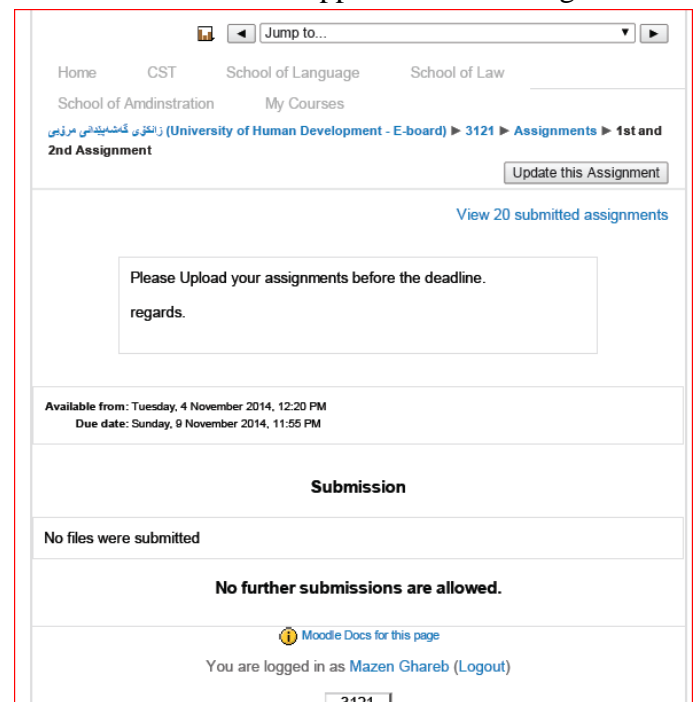 Jump to...
Home CST School of Language School of Law
School of Amdinstration My Courses
زانکۆی گەشەپێدانی مرۆیی (University of Human Development - E-board) ► 3121 ► Assignments ► 1st and
2nd Assignment
Update this Assignment
View 20 submitted assignments
Please Upload your assignments before the deadline.
regards.
Available from: Tuesday, 4 November 2014, 12:20 PM
Due date: Sunday, 9 November 2014, 11:55 PM
Submission
No files were submitted
No further submissions are allowed.
Moodle Docs for this page
You are logged in as Mazen Ghareb (Logout)
3121